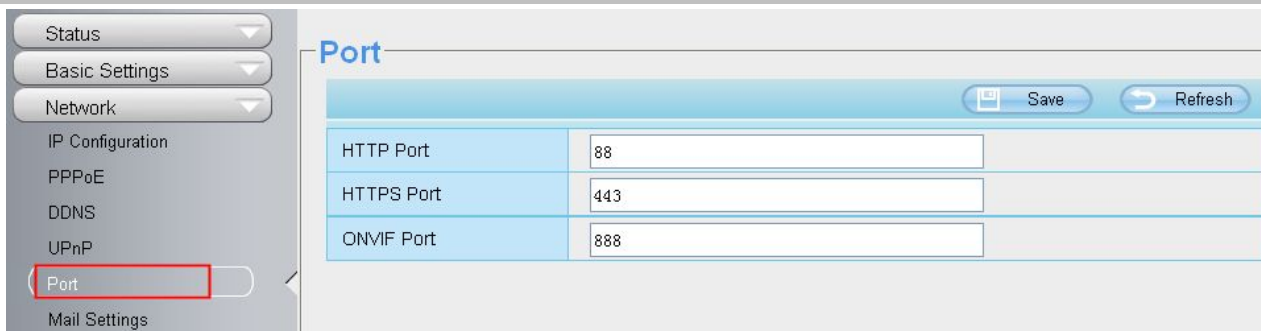 Status
Basic Settings
Network
IP Configuration
PPPoE
DDNS
UPnP
Port
Mail Settings
Port
Save Refresh
HTTP Port 88
HTTPS Port 443
ONVIF Port 888